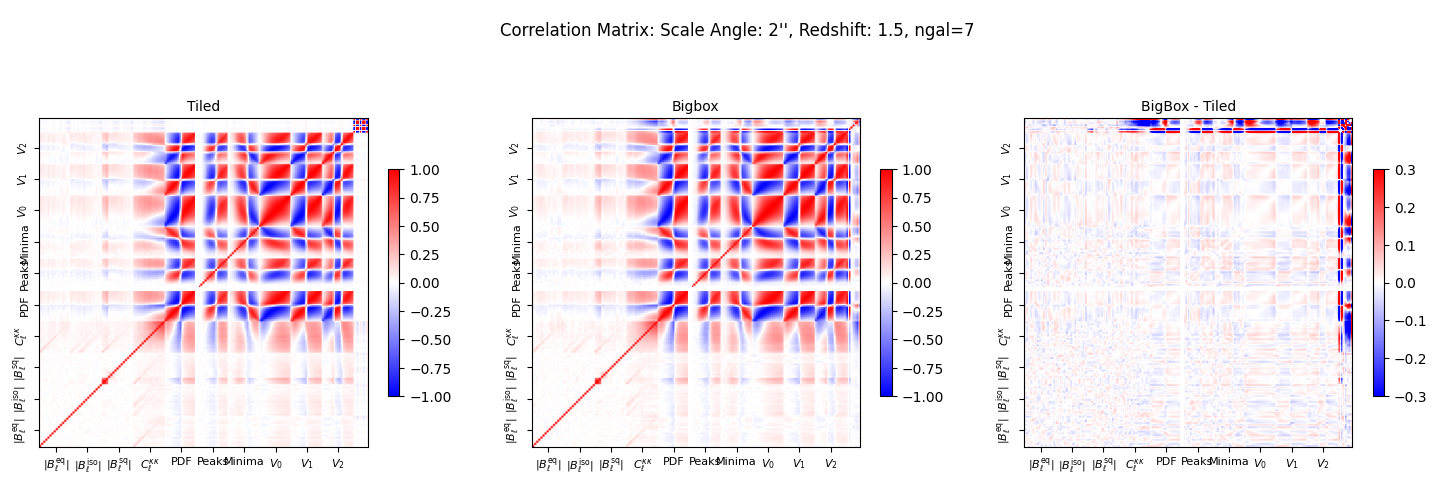 Correlation Matrix: Scale Angle: 2'', Redshift: 1.5, ngal=7
Tiled
V₂
V₁
V₀
Minima
Peaks
PDF
C_ℓ^κκ
|B_ℓ^sq|
|B_ℓ^iso|
|B_ℓ^eq|
|B_ℓ^eq| |B_ℓ^iso| |B_ℓ^sq| C_ℓ^κκ PDF Peaks Minima V₀ V₁ V₂
1.00
0.75
0.50
0.25
0.00
−0.25
−0.50
−0.75
−1.00
Bigbox
V₂
V₁
V₀
Minima
Peaks
PDF
C_ℓ^κκ
|B_ℓ^sq|
|B_ℓ^iso|
|B_ℓ^eq|
|B_ℓ^eq| |B_ℓ^iso| |B_ℓ^sq| C_ℓ^κκ PDF Peaks Minima V₀ V₁ V₂
1.00
0.75
0.50
0.25
0.00
−0.25
−0.50
−0.75
−1.00
BigBox - Tiled
V₂
V₁
V₀
Minima
Peaks
PDF
C_ℓ^κκ
|B_ℓ^sq|
|B_ℓ^iso|
|B_ℓ^eq|
|B_ℓ^eq| |B_ℓ^iso| |B_ℓ^sq| C_ℓ^κκ PDF Peaks Minima V₀ V₁ V₂
0.3
0.2
0.1
0.0
−0.1
−0.2
−0.3